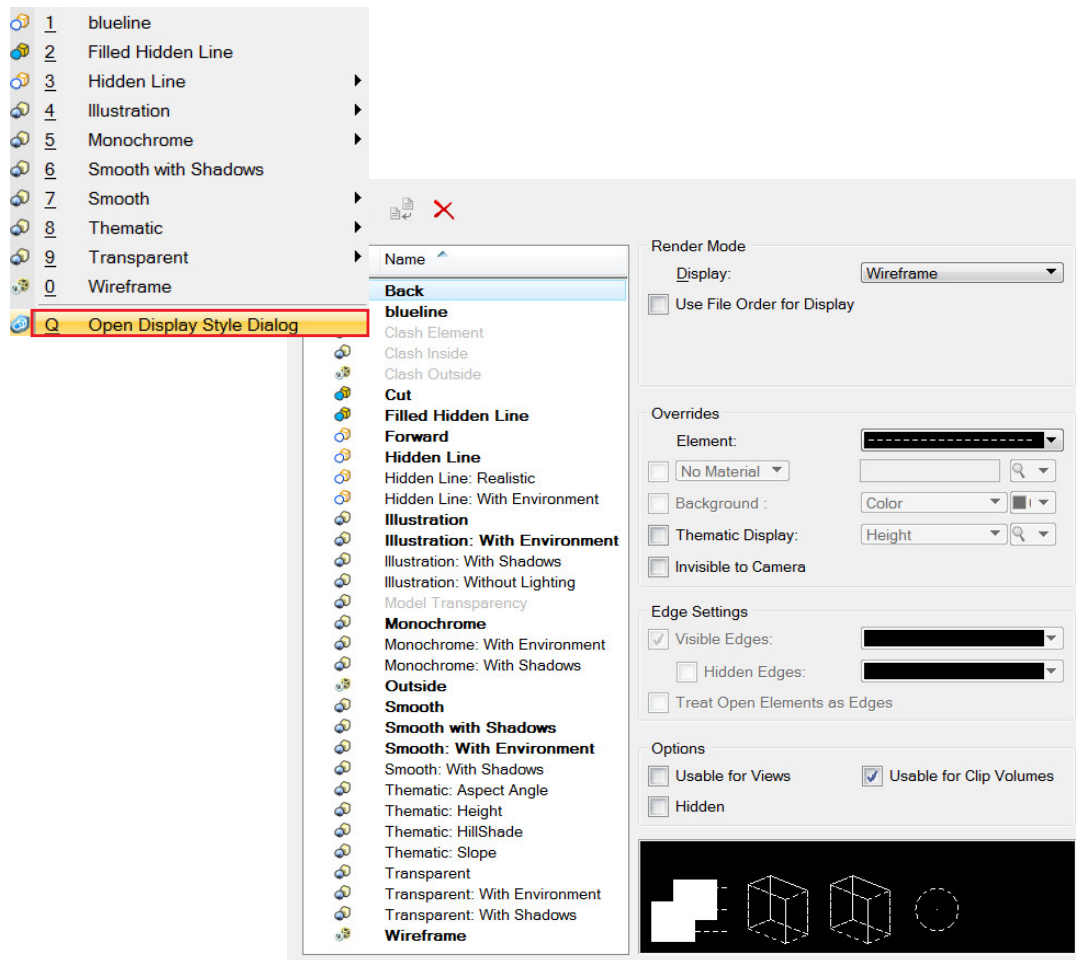 1 blueline
2 Filled Hidden Line
3 Hidden Line
4 Illustration
5 Monochrome
6 Smooth with Shadows
7 Smooth
8 Thematic
9 Transparent
0 Wireframe
Q Open Display Style Dialog
Name
Back
blueline
Clash Element
Clash Inside
Clash Outside
Cut
Filled Hidden Line
Forward
Hidden Line
Hidden Line: Realistic
Hidden Line: With Environment
Illustration
Illustration: With Environment
Illustration: With Shadows
Illustration: Without Lighting
Model Transparency
Monochrome
Monochrome: With Environment
Monochrome: With Shadows
Outside
Smooth
Smooth with Shadows
Smooth: With Environment
Smooth: With Shadows
Thematic: Aspect Angle
Thematic: Height
Thematic: HillShade
Thematic: Slope
Transparent
Transparent: With Environment
Transparent: With Shadows
Wireframe
Render Mode
Display: Wireframe
Use File Order for Display
Overrides
Element:
No Material
Background : Color
Thematic Display: Height
Invisible to Camera
Edge Settings
Visible Edges:
Hidden Edges:
Treat Open Elements as Edges
Options
Usable for Views Usable for Clip Volumes
Hidden